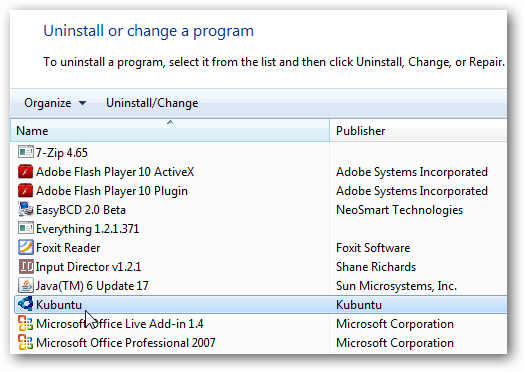 Uninstall or change a program
To uninstall a program, select it from the list and then click Uninstall, Change, or Repair.
Organize Uninstall/Change
Name Publisher
7-Zip 4.65
Adobe Flash Player 10 ActiveX Adobe Systems Incorporated
Adobe Flash Player 10 Plugin Adobe Systems Incorporated
EasyBCD 2.0 Beta NeoSmart Technologies
Everything 1.2.1.371
Foxit Reader Foxit Software
Input Director v1.2.1 Shane Richards
Java(TM) 6 Update 17 Sun Microsystems, Inc.
Kubuntu Kubuntu
Microsoft Office Live Add-in 1.4 Microsoft Corporation
Microsoft Office Professional 2007 Microsoft Corporation